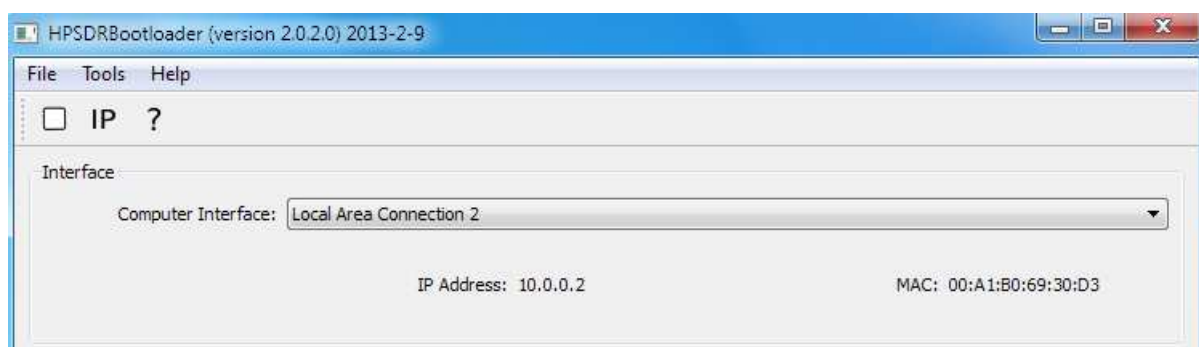 HPSDRBootloader (version 2.0.2.0) 2013-2-9
File Tools Help
IP ?
Interface
Computer Interface: Local Area Connection 2
IP Address: 10.0.0.2 MAC: 00:A1:B0:69:30:D3